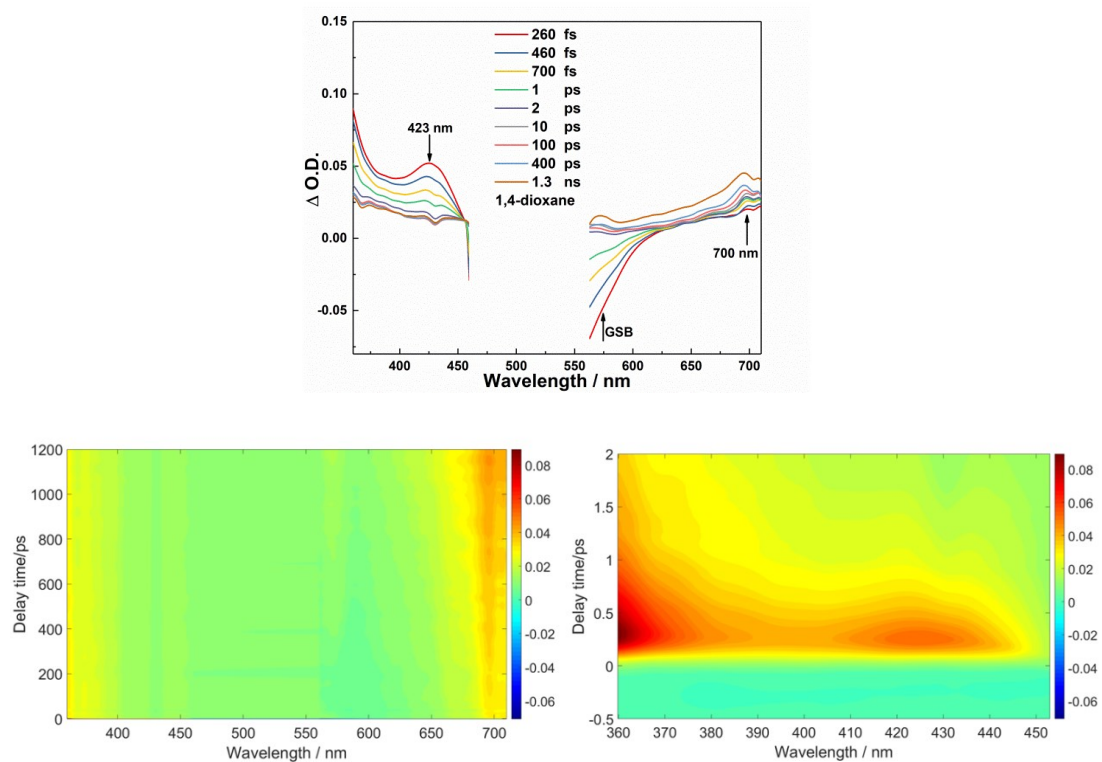 0.15
0.10
0.05
0.00
-0.05
Δ O.D.
260 fs
460 fs
700 fs
1 ps
2 ps
10 ps
100 ps
400 ps
1.3 ns
1,4-dioxane
423 nm
700 nm
GSB
400 450 500 550 600 650 700
Wavelength / nm
1200
1000
800
600
400
200
0
Delay time/ps
400 450 500 550 600 650 700
Wavelength / nm
0.08
0.06
0.04
0.02
0
-0.02
-0.04
-0.06
2
1.5
1
0.5
0
-0.5
Delay time/ps
360 370 380 390 400 410 420 430 440 450
Wavelength / nm
0.08
0.06
0.04
0.02
0
-0.02
-0.04
-0.06